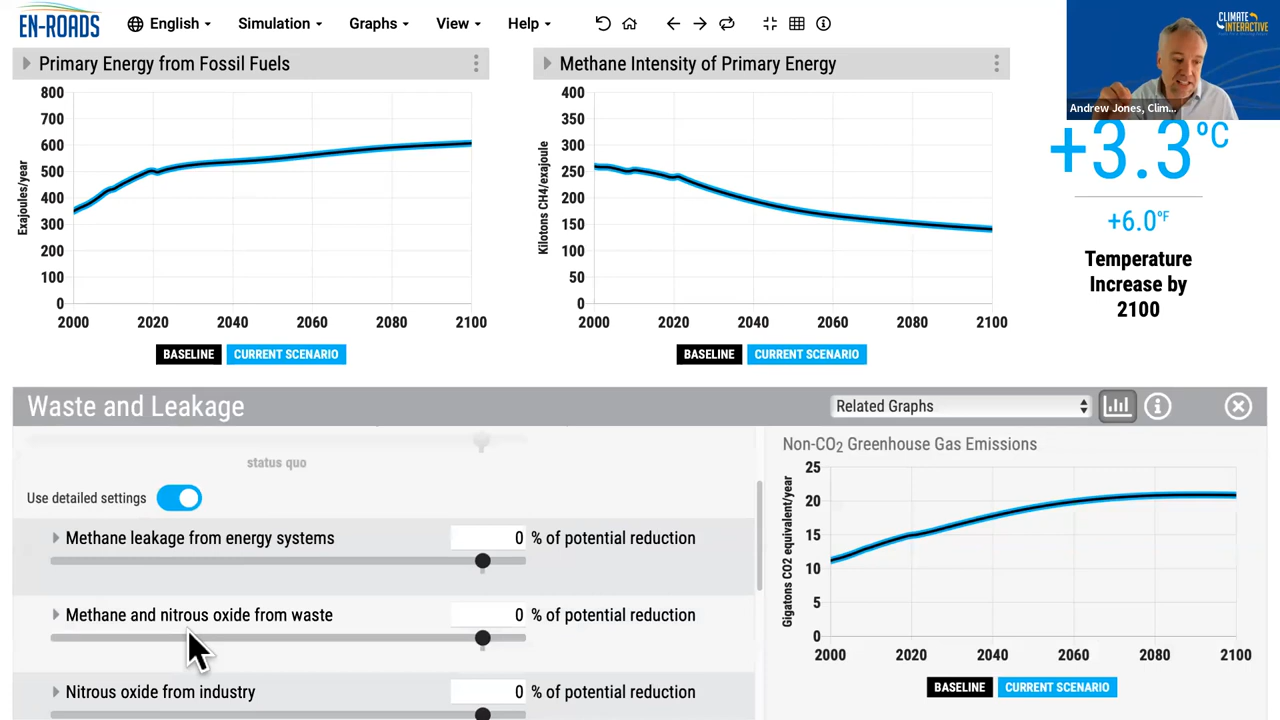 EN-ROADS
English
Simulation
Graphs
View
Help
CLIMATE
INTERACTIVE
Andrew Jones, Clim...
Primary Energy from Fossil Fuels
Exajoules/year
800
700
600
500
400
300
200
100
0
2000 2020 2040 2060 2080 2100
BASELINE CURRENT SCENARIO
Methane Intensity of Primary Energy
Kilotons CH4/exajoule
400
350
300
250
200
150
100
50
0
2000 2020 2040 2060 2080 2100
BASELINE CURRENT SCENARIO
+3.3°C
+6.0°F
Temperature
Increase by
2100
Waste and Leakage
Related Graphs
status quo
Use detailed settings
Methane leakage from energy systems 0 % of potential reduction
Methane and nitrous oxide from waste 0 % of potential reduction
Nitrous oxide from industry 0 % of potential reduction
Non-CO2 Greenhouse Gas Emissions
Gigatons CO2 equivalent/year
25
20
15
10
5
0
2000 2020 2040 2060 2080 2100
BASELINE CURRENT SCENARIO